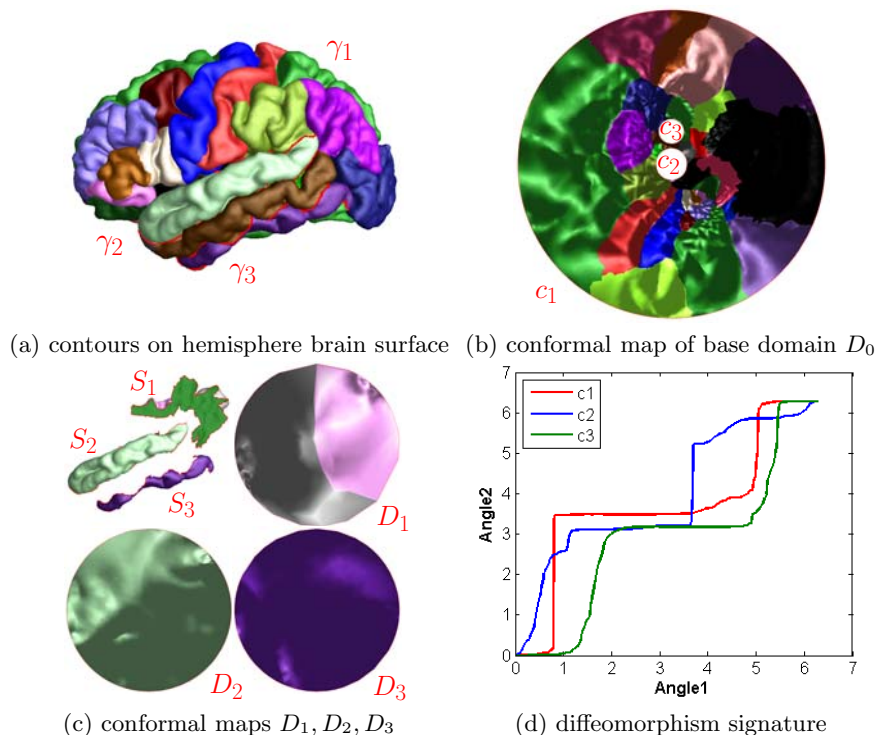 γ1
γ2
γ3
c3
c2
c1
(a) contours on hemisphere brain surface
(b) conformal map of base domain D0
S1
S2
S3
D1
D2
D3
(c) conformal maps D1, D2, D3
7
6
5
4
3
2
1
0
Angle2
c1
c2
c3
0 1 2 3 4 5 6 7
Angle1
(d) diffeomorphism signature